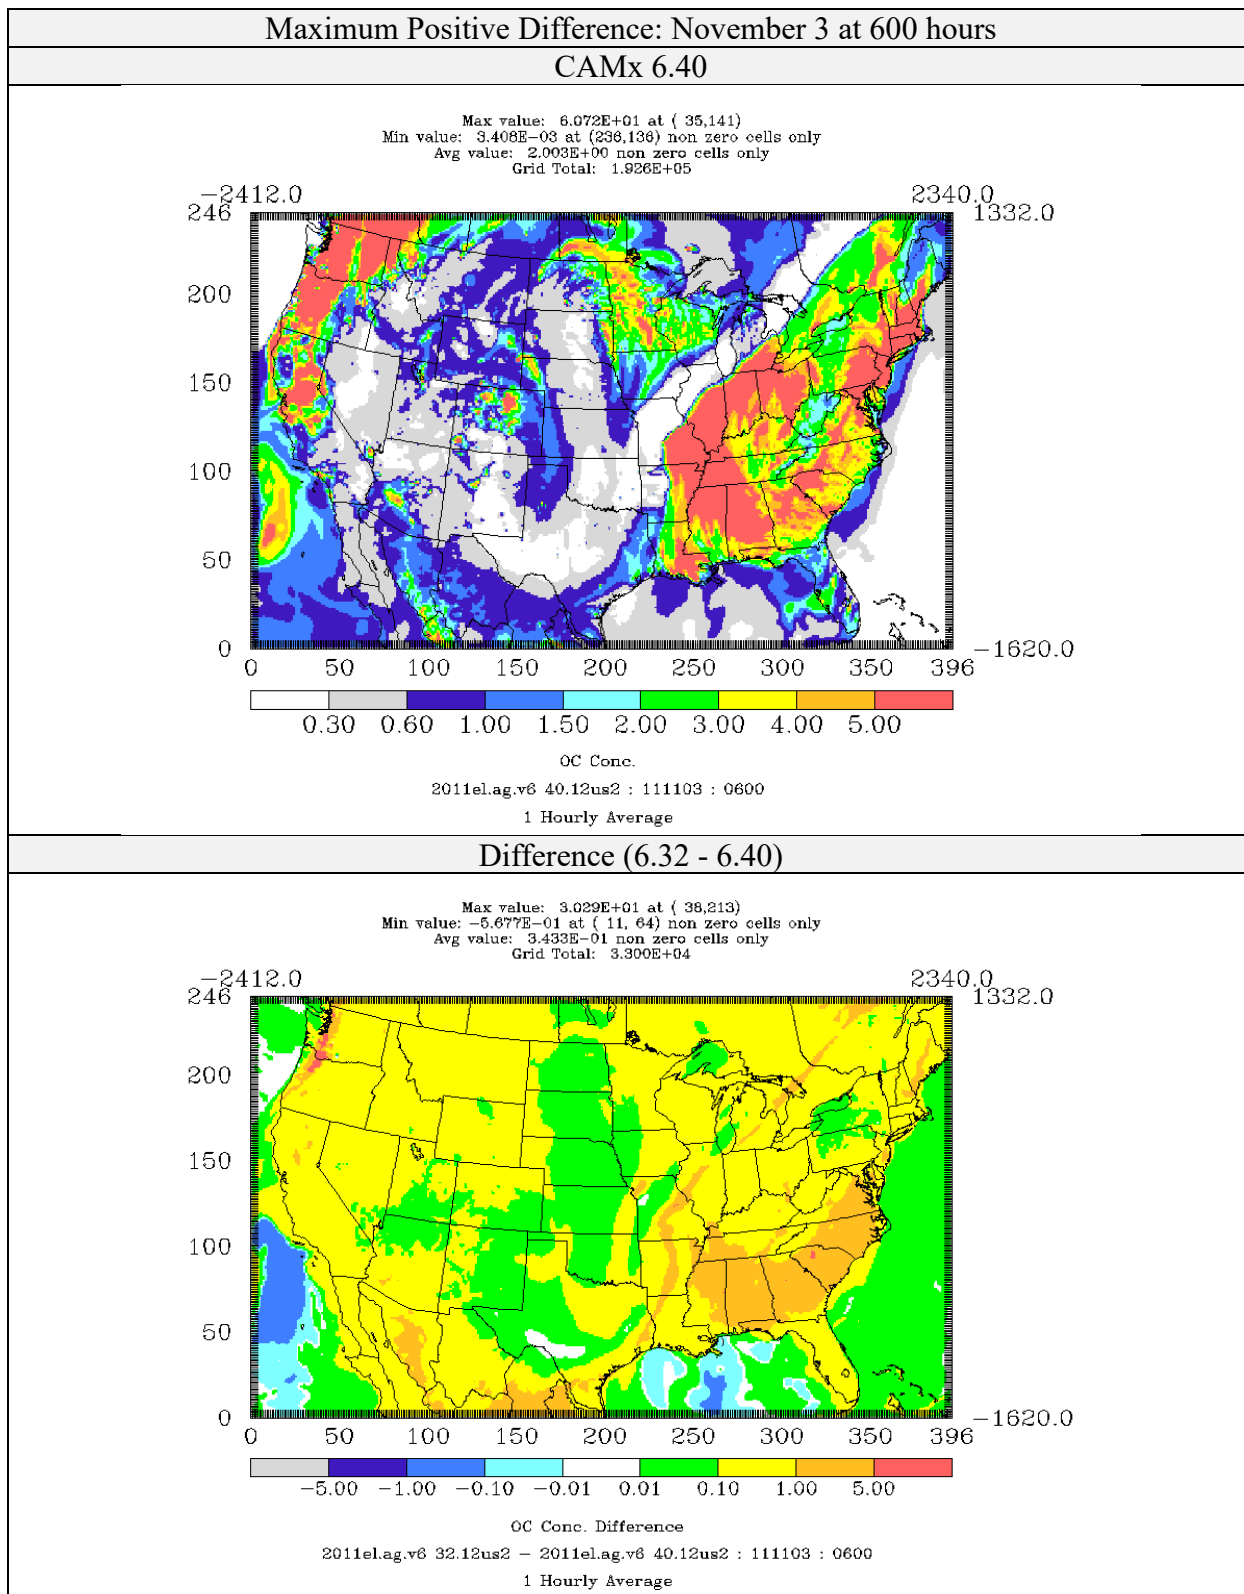 Maximum Positive Difference: November 3 at 600 hours
CAMx 6.40
Max value: 6.072E+01 at ( 35,141)
Min value: 3.408E-03 at (236,136) non zero cells only
Avg value: 2.003E+00 non zero cells only
Grid Total: 1.926E+05
-2412.0 2340.0
246 1332.0
200
150
100
50
0 -1620.0
0 50 100 150 200 250 300 350 396
0.30 0.60 1.00 1.50 2.00 3.00 4.00 5.00
OC Conc.
2011el.ag.v6 40.12us2 : 111103 : 0600
1 Hourly Average
Difference (6.32 - 6.40)
Max value: 3.029E+01 at ( 38,213)
Min value: -5.677E-01 at ( 11, 64) non zero cells only
Avg value: 3.433E-01 non zero cells only
Grid Total: 3.300E+04
-2412.0 2340.0
246 1332.0
200
150
100
50
0 -1620.0
0 50 100 150 200 250 300 350 396
-5.00 -1.00 -0.10 -0.01 0.01 0.10 1.00 5.00
OC Conc. Difference
2011el.ag.v6 32.12us2 - 2011el.ag.v6 40.12us2 : 111103 : 0600
1 Hourly Average